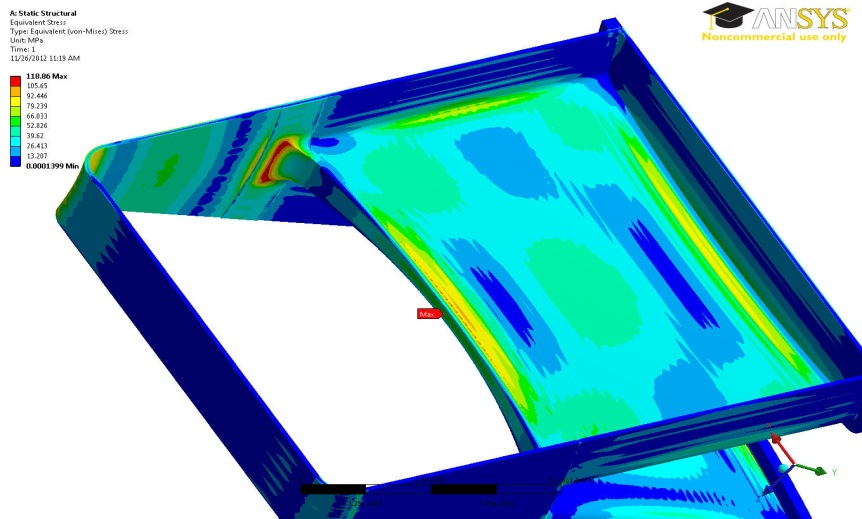 A: Static Structural
Equivalent Stress
Type: Equivalent (von-Mises) Stress
Unit: MPa
Time: 1
11/26/2012 11:19 AM
118.86 Max
105.65
92.446
79.239
66.033
52.826
39.62
26.413
13.207
0.0001399 Min
ANSYS
Noncommercial use only
Max
Y